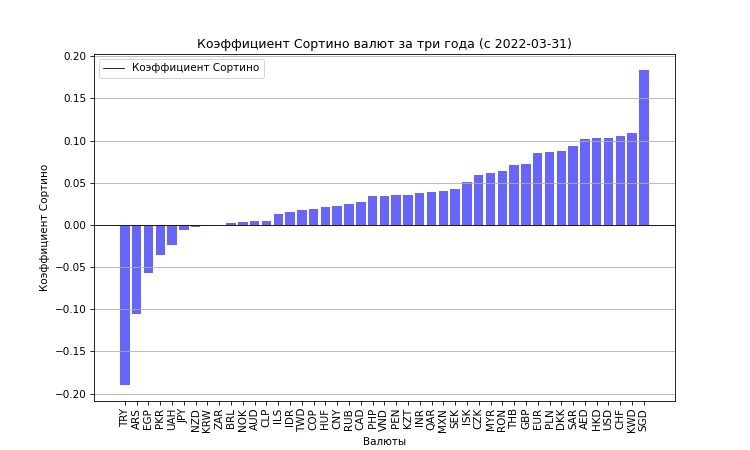 Коэффициент Сортино валют за три года (с 2022-03-31)
Коэффициент Сортино
Коэффициент Сортино
0.20
0.15
0.10
0.05
0.00
−0.05
−0.10
−0.15
−0.20
TRY ARS EGP PKR UAH JPY NZD KRW ZAR BRL NOK AUD CLP ILS IDR TWD COP HUF CNY RUB CAD PHP VND PEN KZT INR QAR MXN SEK ISK CZK MYR RON THB GBP EUR PLN DKK SAR AED HKD USD CHF KWD SGD
Валюты